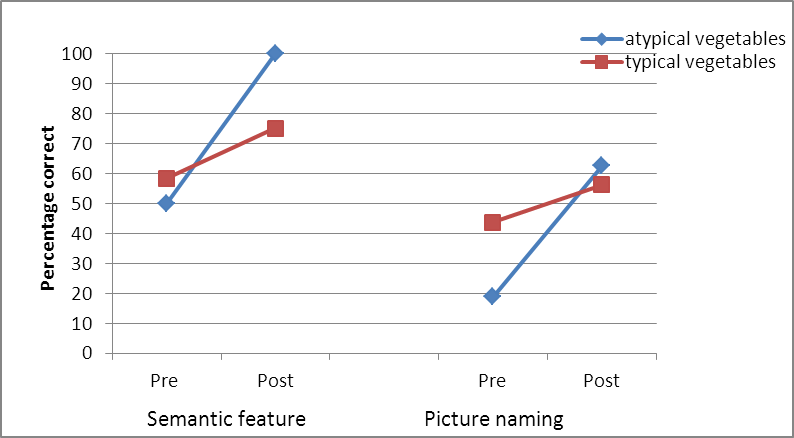 atypical vegetables
typical vegetables
Percentage correct
100
90
80
70
60
50
40
30
20
10
0
Pre Post Pre Post
Semantic feature Picture naming